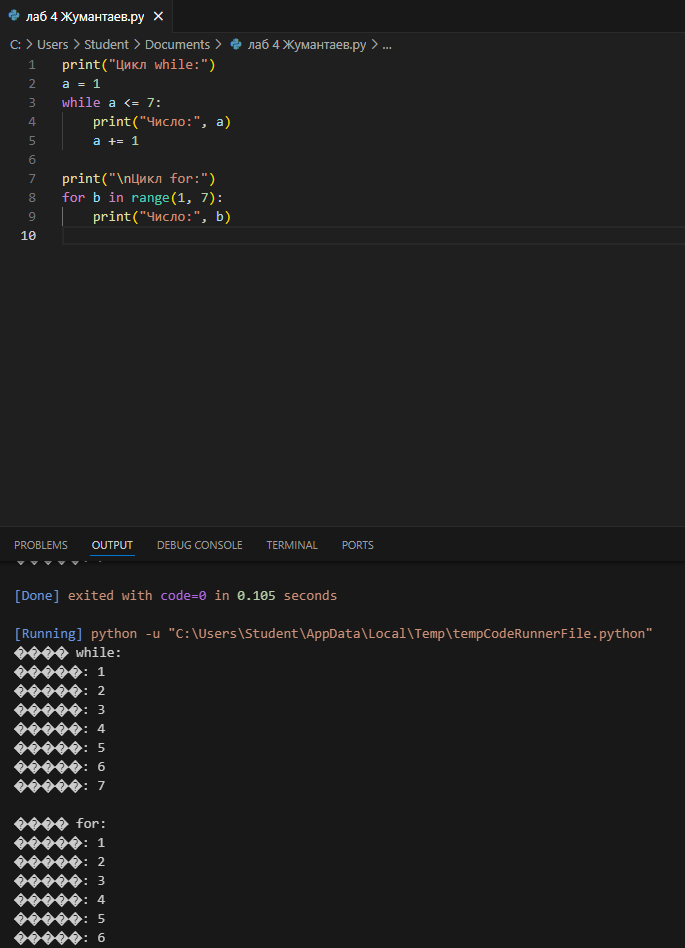 лаб 4 Жумантаев.py ×
C: > Users > Student > Documents > лаб 4 Жумантаев.py > ...
1 print("Цикл while:")
2 a = 1
3 while a <= 7:
4     print("Число:", a)
5     a += 1
6
7 print("\nЦикл for:")
8 for b in range(1, 7):
9     print("Число:", b)
10
PROBLEMS OUTPUT DEBUG CONSOLE TERMINAL PORTS
[Done] exited with code=0 in 0.105 seconds
[Running] python -u "C:\Users\Student\AppData\Local\Temp\tempCodeRunnerFile.python"
���� while:
�����: 1
�����: 2
�����: 3
�����: 4
�����: 5
�����: 6
�����: 7
���� for:
�����: 1
�����: 2
�����: 3
�����: 4
�����: 5
�����: 6